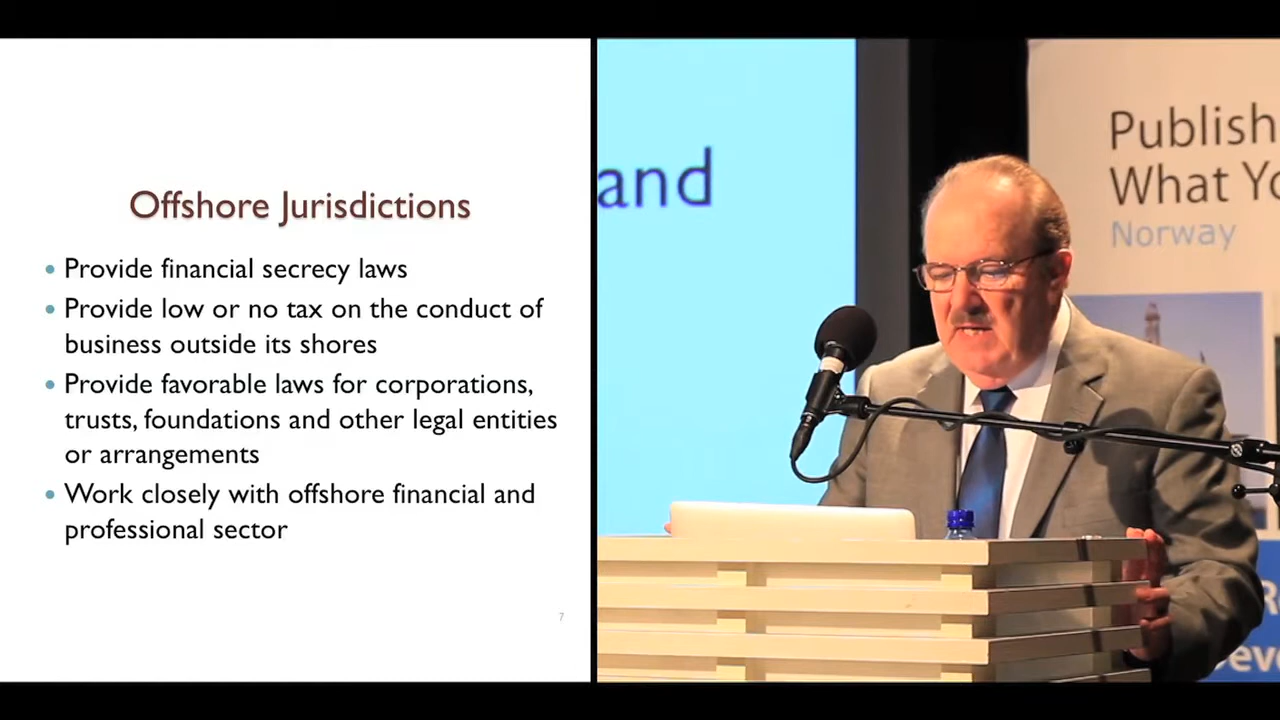 Offshore Jurisdictions
• Provide financial secrecy laws
• Provide low or no tax on the conduct of
business outside its shores
• Provide favorable laws for corporations,
trusts, foundations and other legal entities
or arrangements
• Work closely with offshore financial and
professional sector
7
and
Publish
What Yo
Norway